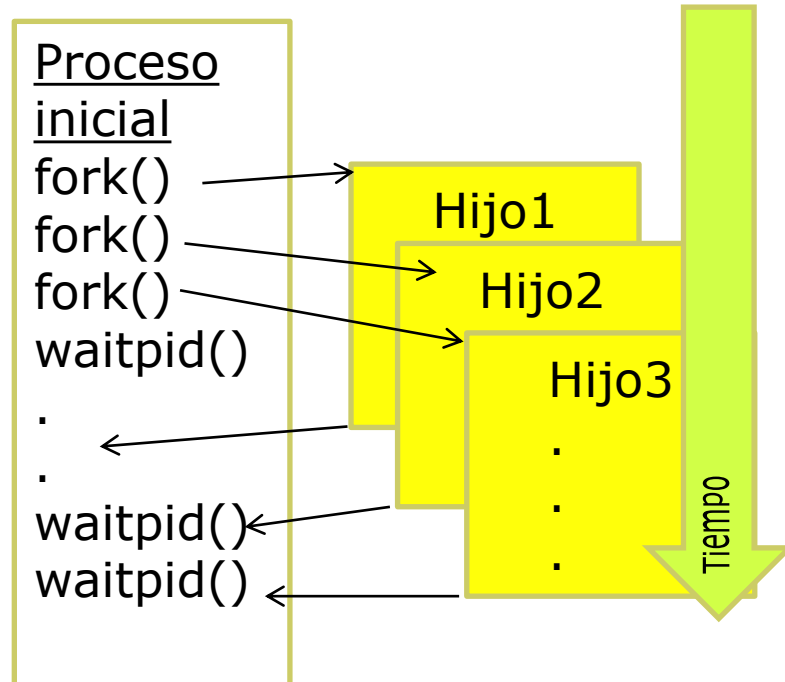 Proceso
inicial
fork()
fork()
fork()
waitpid()
.
.
waitpid()
waitpid()
Hijo1
Hijo2
Hijo3
.
.
.
Tiempo